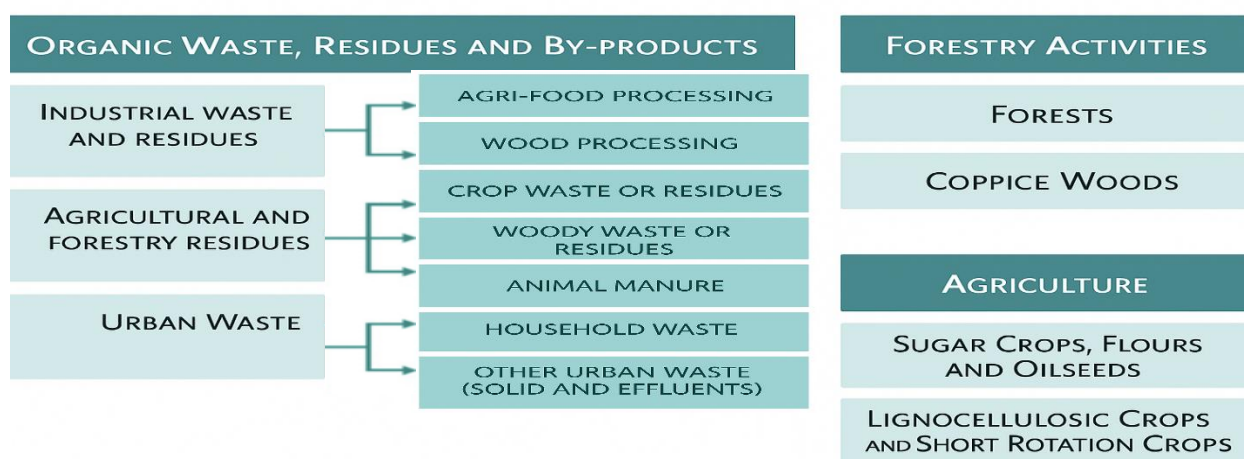 ORGANIC WASTE, RESIDUES AND BY-PRODUCTS
INDUSTRIAL WASTE
AND RESIDUES
AGRI-FOOD PROCESSING
WOOD PROCESSING
AGRICULTURAL AND
FORESTRY RESIDUES
CROP WASTE OR RESIDUES
WOODY WASTE OR
RESIDUES
ANIMAL MANURE
URBAN WASTE
HOUSEHOLD WASTE
OTHER URBAN WASTE
(SOLID AND EFFLUENTS)
FORESTRY ACTIVITIES
FORESTS
COPPICE WOODS
AGRICULTURE
SUGAR CROPS, FLOURS
AND OILSEEDS
LIGNOCELLULOSIC CROPS
AND SHORT ROTATION CROPS